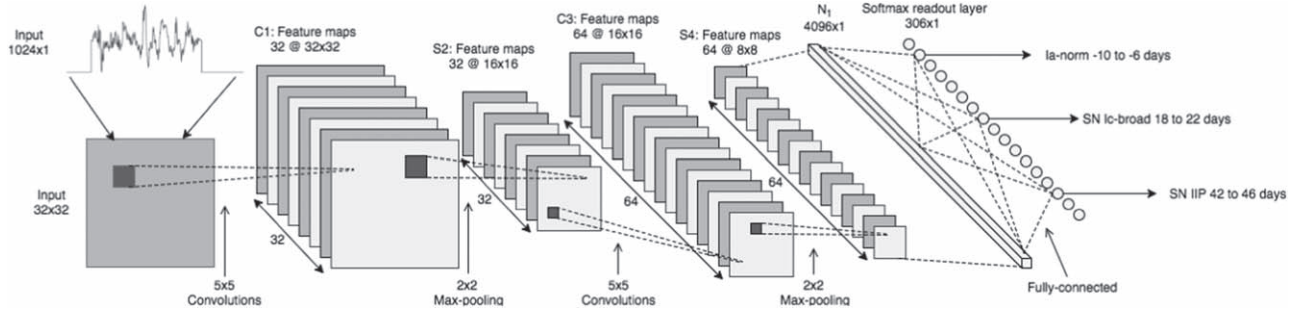 Input
1024x1
C1: Feature maps
32 @ 32x32
S2: Feature maps
32 @ 16x16
C3: Feature maps
64 @ 16x16
S4: Feature maps
64 @ 8x8
N1
4096x1
Softmax readout layer
306x1
Ia-norm -10 to -6 days
SN Ic-broad 18 to 22 days
SN IIP 42 to 46 days
Input
32x32
32
32
64
64
5x5
Convolutions
2x2
Max-pooling
5x5
Convolutions
2x2
Max-pooling
Fully-connected